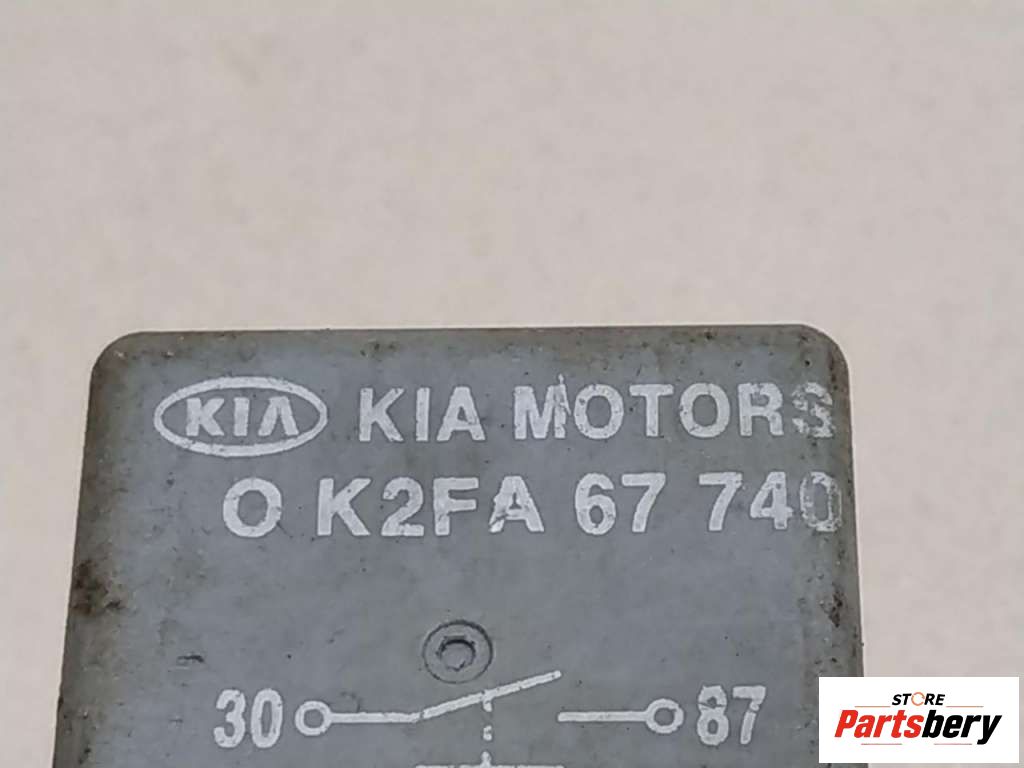 KIA KIA MOTORS
O K2FA 67 740
30 87
STORE
Partsbery